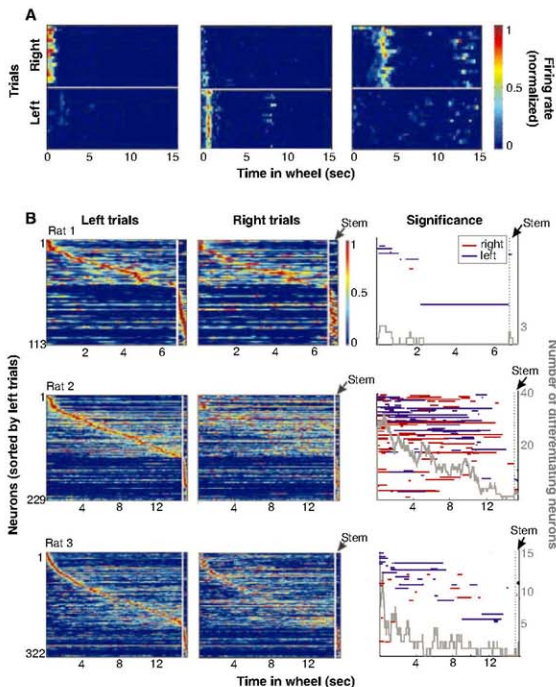 A
Trials
Right
Left
0 5 10 15
0 5 10 15
0 5 10 15
Time in wheel (sec)
1
0.5
0
Firing rate
(normalized)
B
Left trials
Right trials
Significance
Neurons (sorted by left trials)
Number of differentiating neurons
Rat 1
Stem
Stem
1
113
2 4 6
2 4 6
2 4 6
1
0.5
0
right
left
3
Rat 2
Stem
Stem
1
229
4 8 12
4 8 12
4 8 12
40
20
Rat 3
Stem
Stem
1
322
4 8 12
4 8 12
4 8 12
15
10
5
Time in wheel (sec)